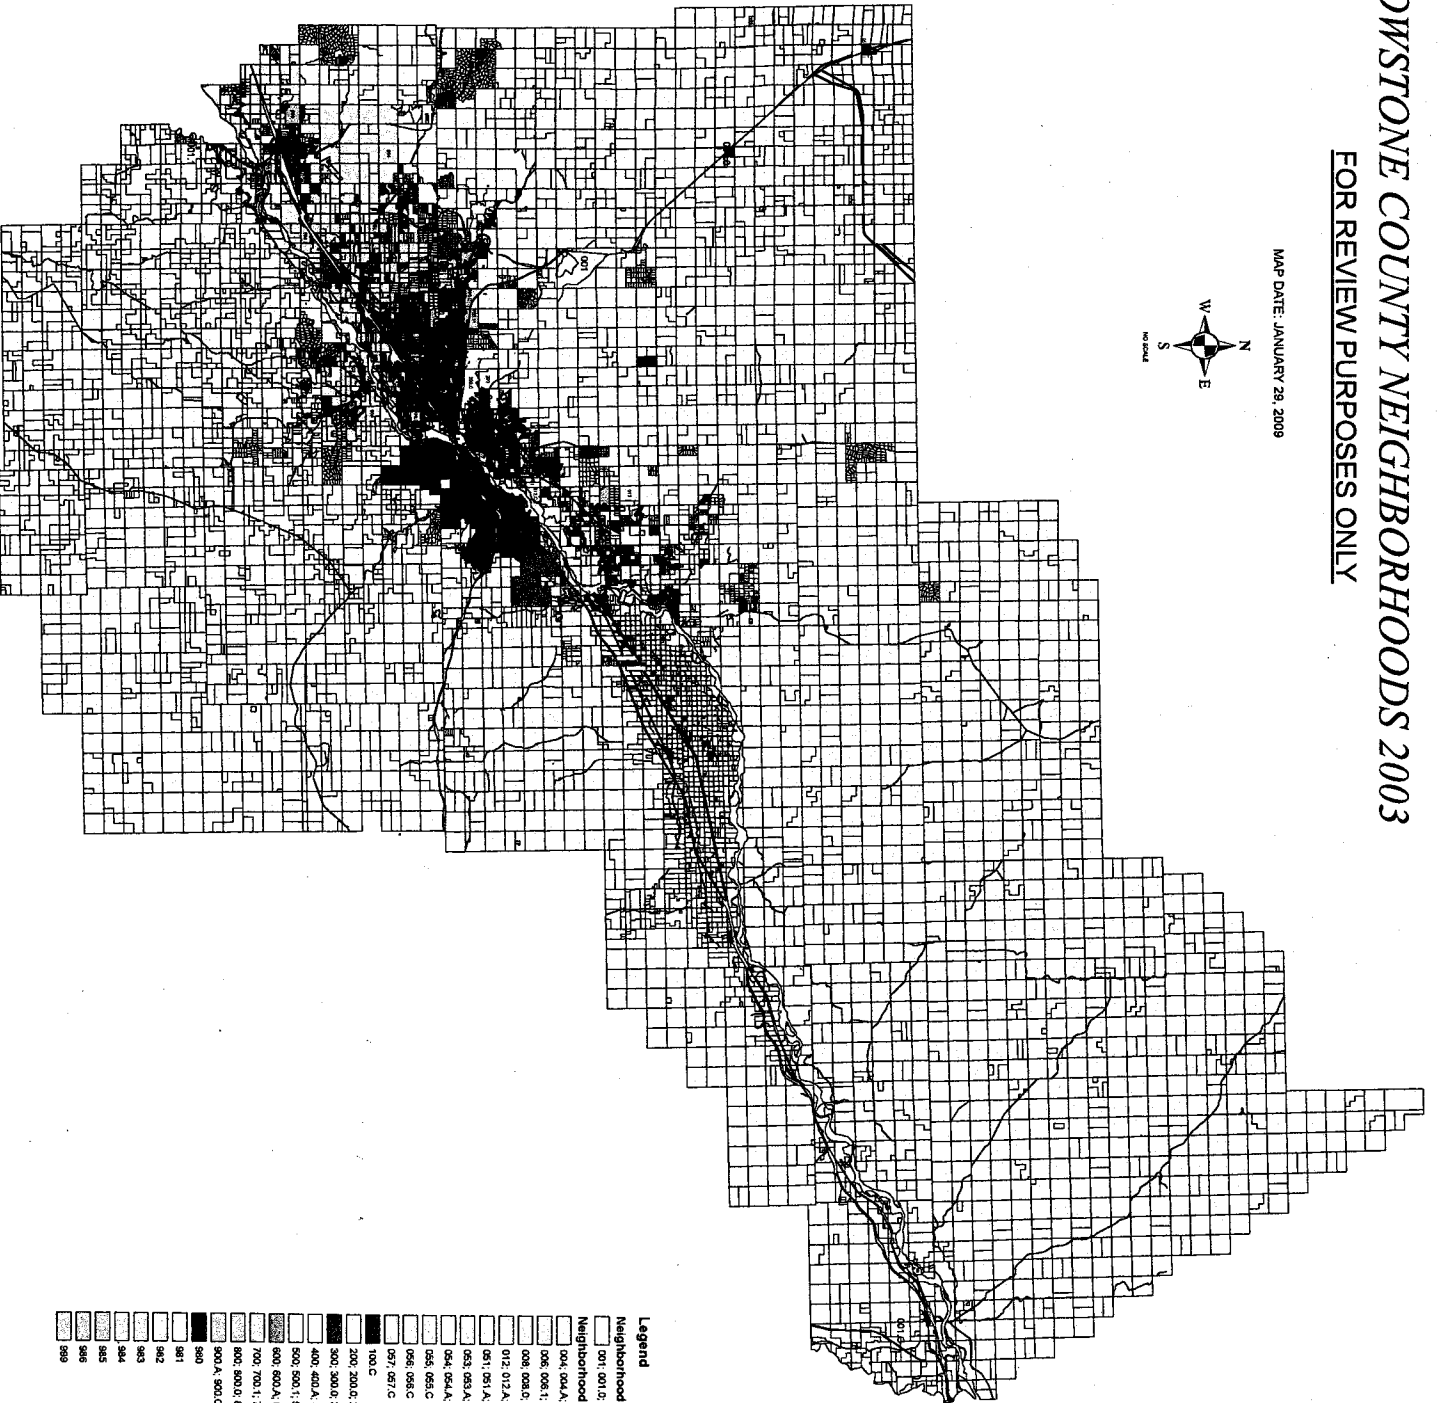 OWSTONE COUNTY NEIGHBORHOODS 2003
FOR REVIEW PURPOSES ONLY
MAP DATE: JANUARY 29, 2009
N
W
E
S
NO SCALE
001
Legend
Neighborhood
001; 001.0;
Neighborhood
004; 004.A;
006; 006.1;
008; 008.0;
012; 012.A;
051; 051.A;
053; 053.A;
054; 054.A;
055; 055.C
056; 056.C
057; 057.C
100.C
200; 200.0;
300; 300.0;
400; 400.A;
500; 500.1;
600; 600.A;
700; 700.1;
800; 800.0;
900.A; 900.C
980
981
982
983
984
985
986
989